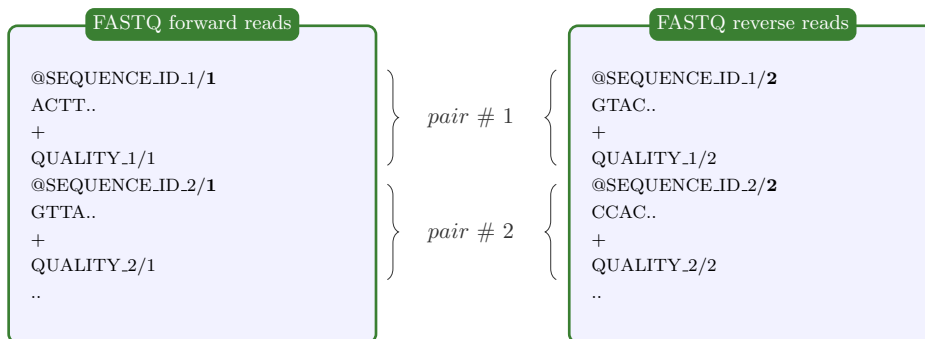 FASTQ forward reads
@SEQUENCE_ID_1/1
ACTT..
+
QUALITY_1/1
@SEQUENCE_ID_2/1
GTTA..
+
QUALITY_2/1
..
pair # 1
pair # 2
FASTQ reverse reads
@SEQUENCE_ID_1/2
GTAC..
+
QUALITY_1/2
@SEQUENCE_ID_2/2
CCAC..
+
QUALITY_2/2
..